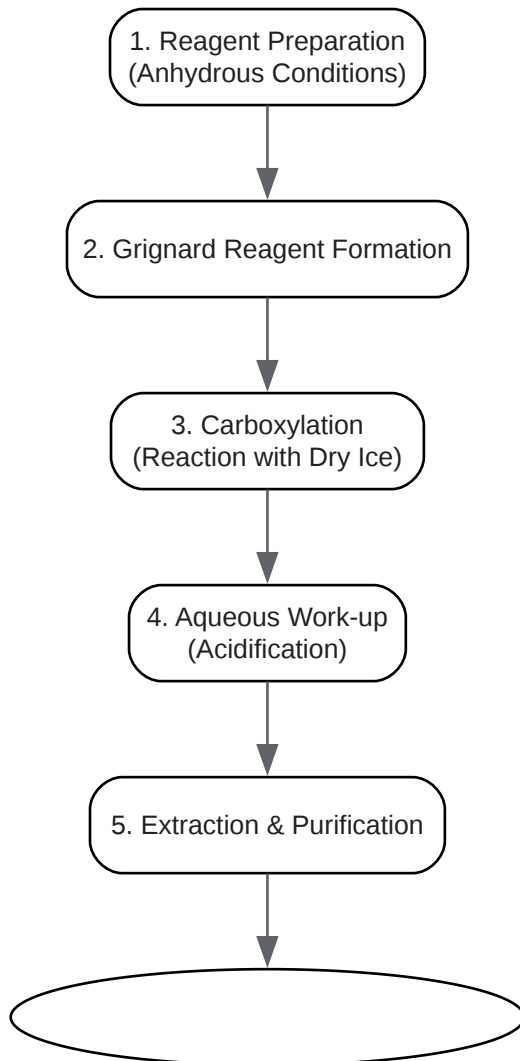 1. Reagent Preparation
(Anhydrous Conditions)
2. Grignard Reagent Formation
3. Carboxylation
(Reaction with Dry Ice)
4. Aqueous Work-up
(Acidification)
5. Extraction & Purification